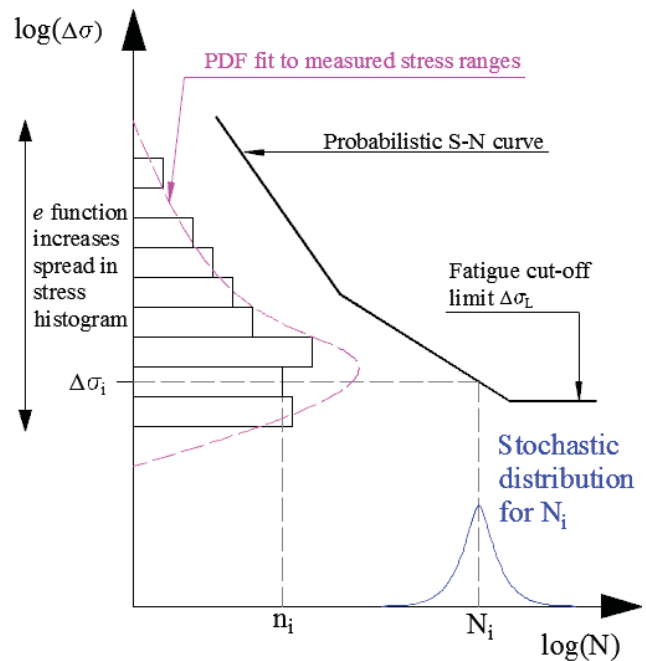 log(Δσ)
PDF fit to measured stress ranges
Probabilistic S-N curve
e function
increases
spread in
stress
histogram
Fatigue cut-off
limit ΔσL
Δσi
Stochastic
distribution
for Ni
ni
Ni
log(N)